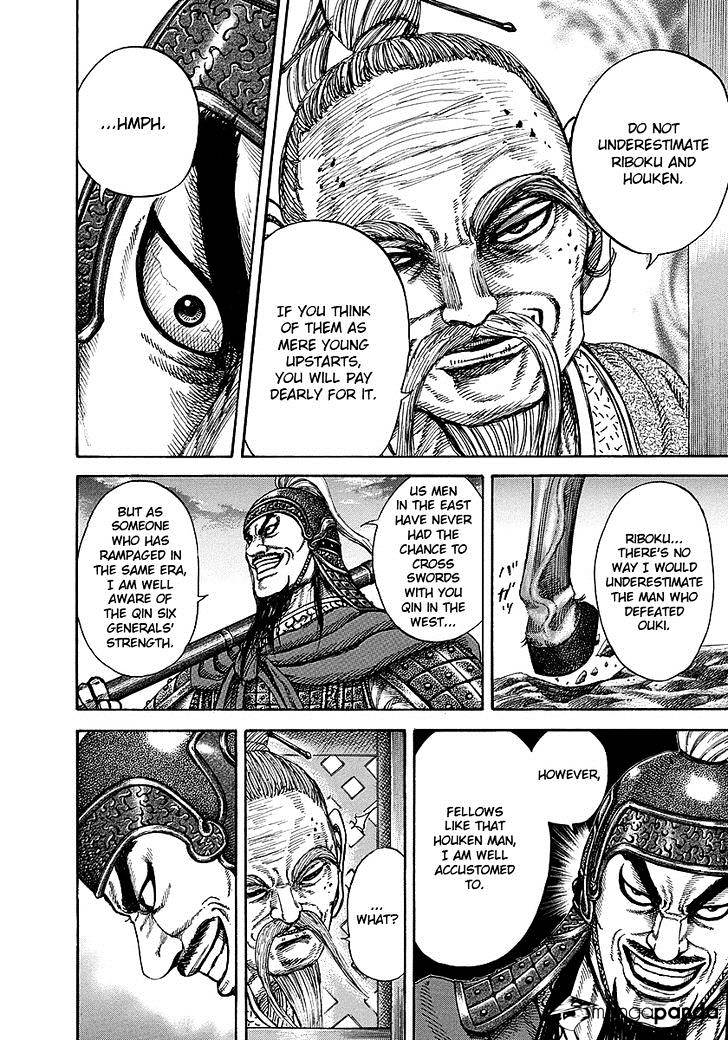 DO NOT
UNDERESTIMATE
RIBOKU AND
HOUKEN.
IF YOU THINK
OF THEM AS
MERE YOUNG
UPSTARTS,
YOU WILL PAY
DEARLY FOR IT.
...HMPH.
RIBOKU...
THERE'S NO
WAY I WOULD
UNDERESTIMATE
THE MAN WHO
DEFEATED
OUKI.
US MEN
IN THE EAST
HAVE NEVER
HAD THE
CHANCE TO
CROSS
SWORDS
WITH YOU
QIN IN THE
WEST...
BUT AS
SOMEONE
WHO HAS
RAMPAGED IN
THE SAME ERA,
I AM WELL
AWARE OF
THE QIN SIX
GENERALS'
STRENGTH.
HOWEVER,
FELLOWS
LIKE THAT
HOUKEN MAN,
I AM WELL
ACCUSTOMED
TO.
...
WHAT?
mangapanda